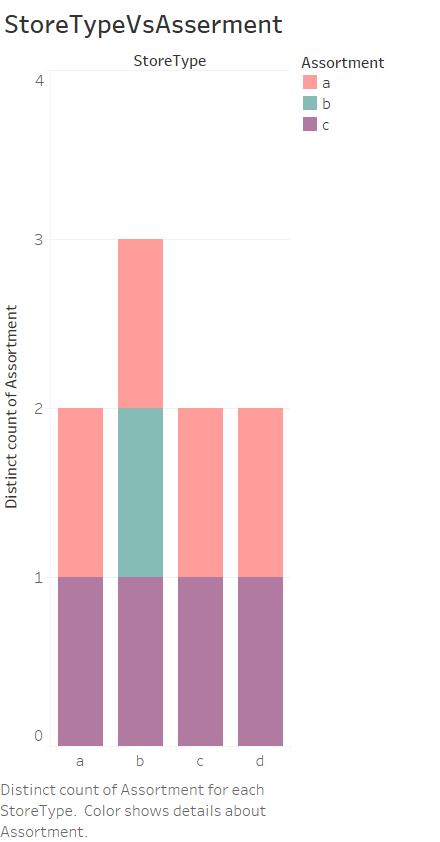 StoreTypeVsAsserment
StoreType
Assortment
a
b
c
4
3
2
1
0
Distinct count of Assortment
a b c d
Distinct count of Assortment for each
StoreType. Color shows details about
Assortment.